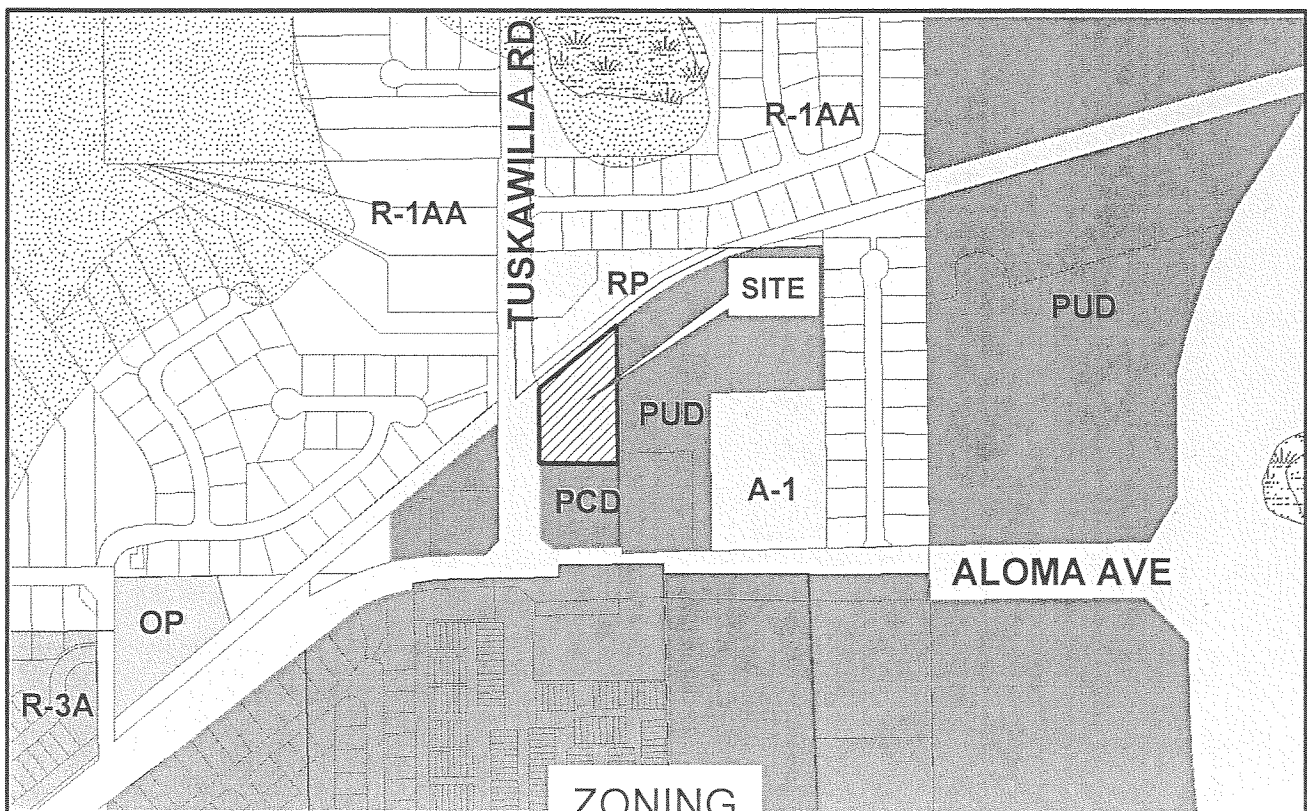 TUSKAWILLA RD
R-1AA
R-1AA
RP
SITE
PUD
PUD
A-1
PCD
ALOMA AVE
OP
R-3A
ZONING